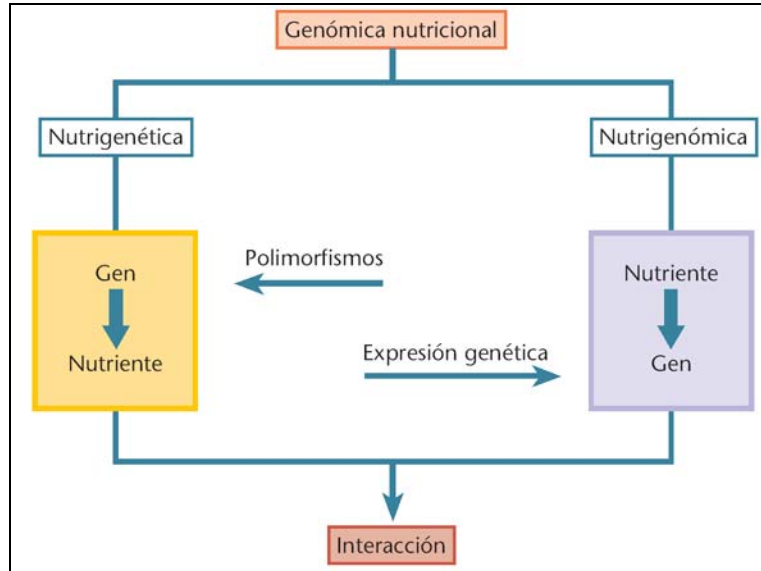 Genómica nutricional
Nutrigenética
Nutrigenómica
Polimorfismos
Gen
Nutriente
Nutriente
Expresión genética
Gen
Interacción